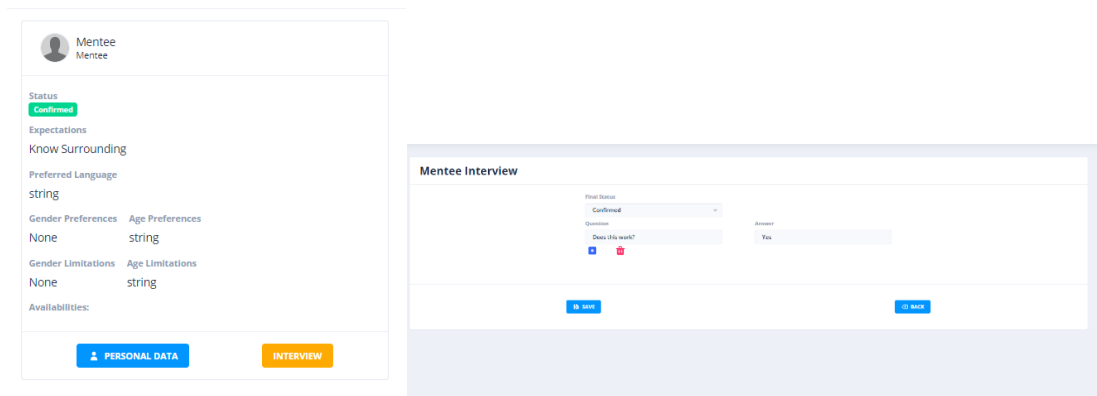 Mentee
Mentee
Status
Confirmed
Expectations
Know Surrounding
Preferred Language
string
Gender Preferences Age Preferences
None string
Gender Limitations Age Limitations
None string
Availabilities:
PERSONAL DATA INTERVIEW
Mentee Interview
Final Status
Confirmed
Question Answer
Does this work? Yes
SAVE BACK